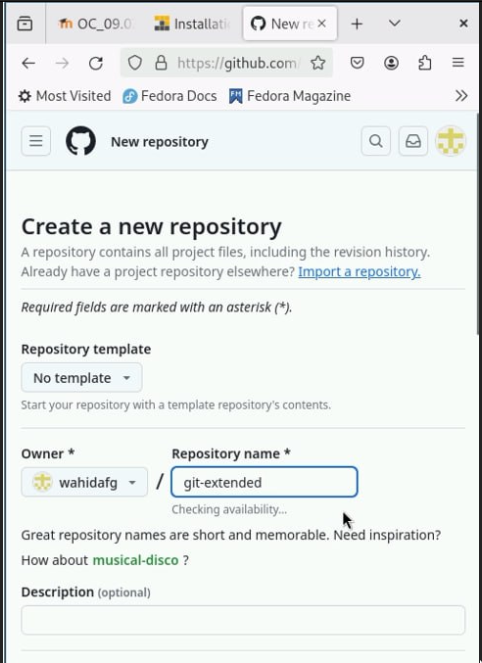 OC_09.0
Installati
New re
https://github.com
Most Visited
Fedora Docs
Fedora Magazine
New repository
Create a new repository
A repository contains all project files, including the revision history.
Already have a project repository elsewhere? Import a repository.
Required fields are marked with an asterisk (*).
Repository template
No template
Start your repository with a template repository's contents.
Owner * Repository name *
wahidafg / git-extended
Checking availability...
Great repository names are short and memorable. Need inspiration?
How about musical-disco ?
Description (optional)